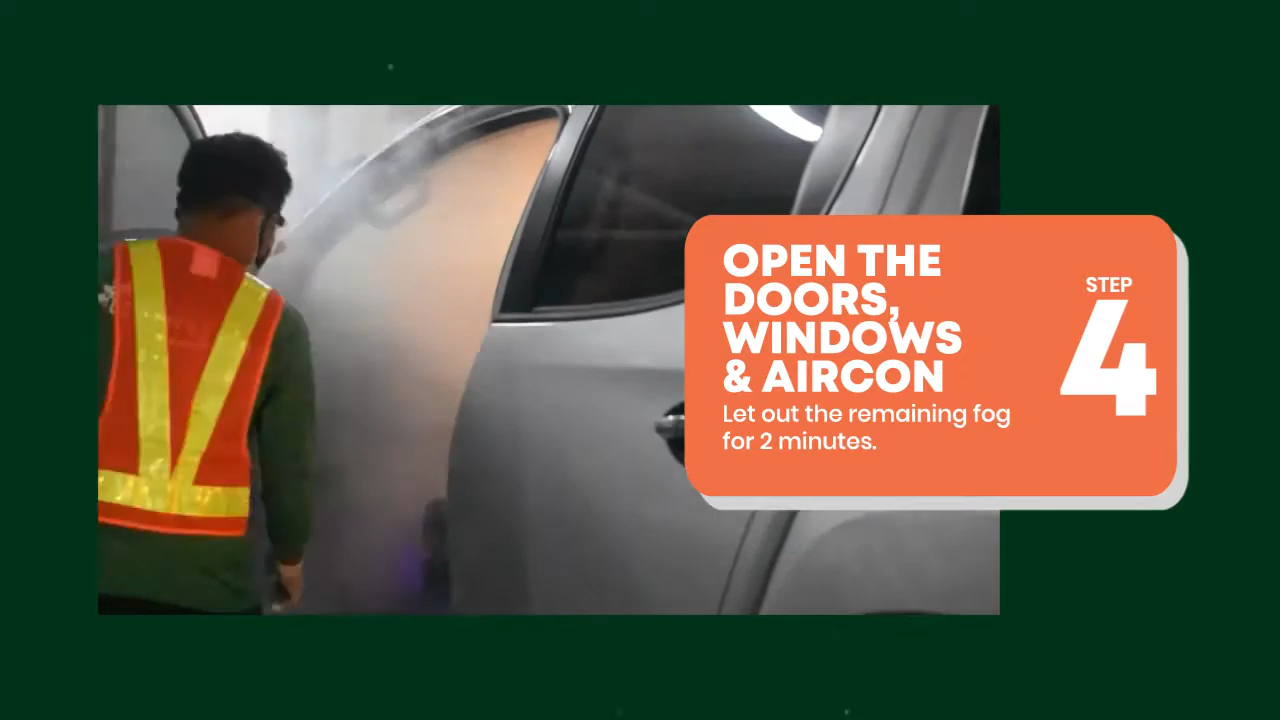 OPEN THE
DOORS,
WINDOWS
& AIRCON
Let out the remaining fog
for 2 minutes.
STEP
4